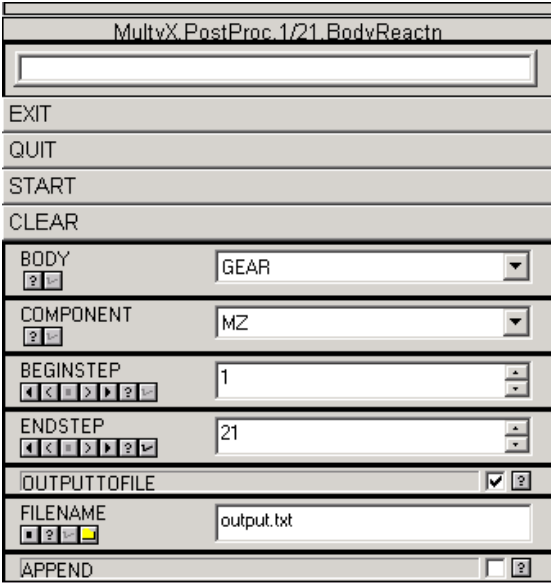 MultyX.PostProc.1/21.BodyReactn
EXIT
QUIT
START
CLEAR
BODY
GEAR
?
COMPONENT
MZ
?
BEGINSTEP
1
?
ENDSTEP
21
?
OUTPUTTOFILE
?
FILENAME
output.txt
?
APPEND
?